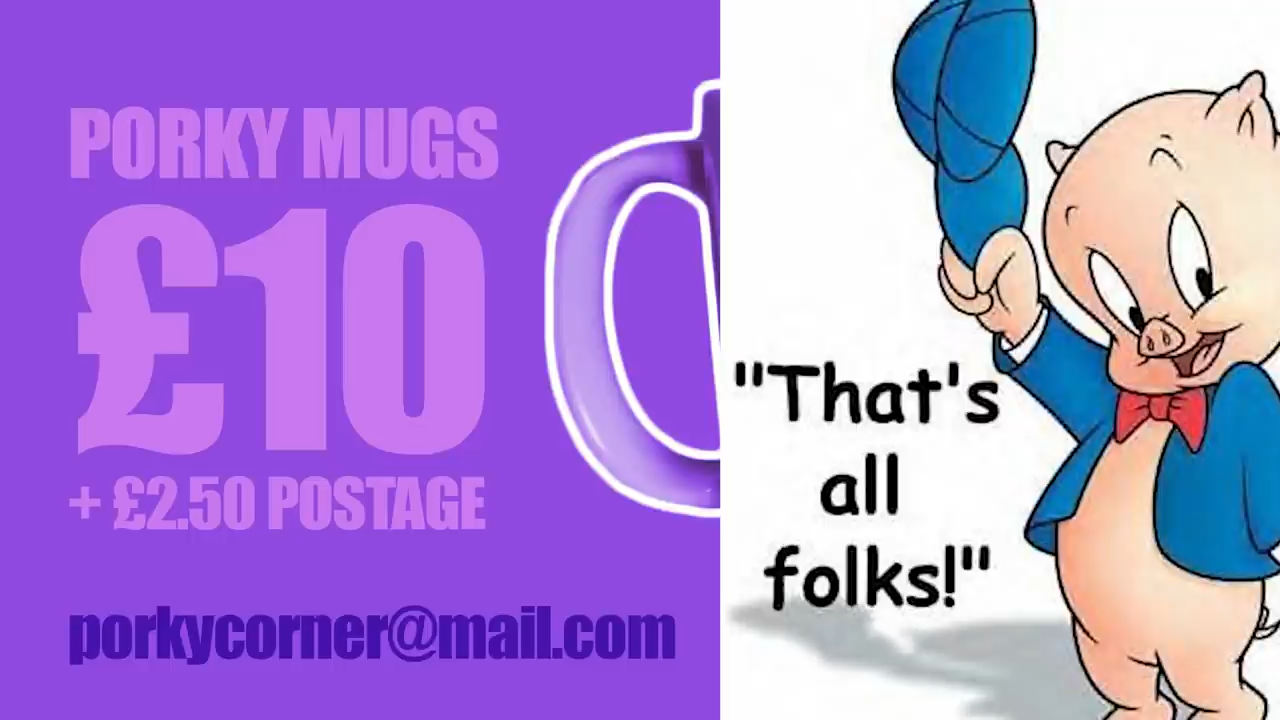 PORKY MUGS
£10
+ £2.50 POSTAGE
porkycorner@mail.com
"That's
all
folks!"